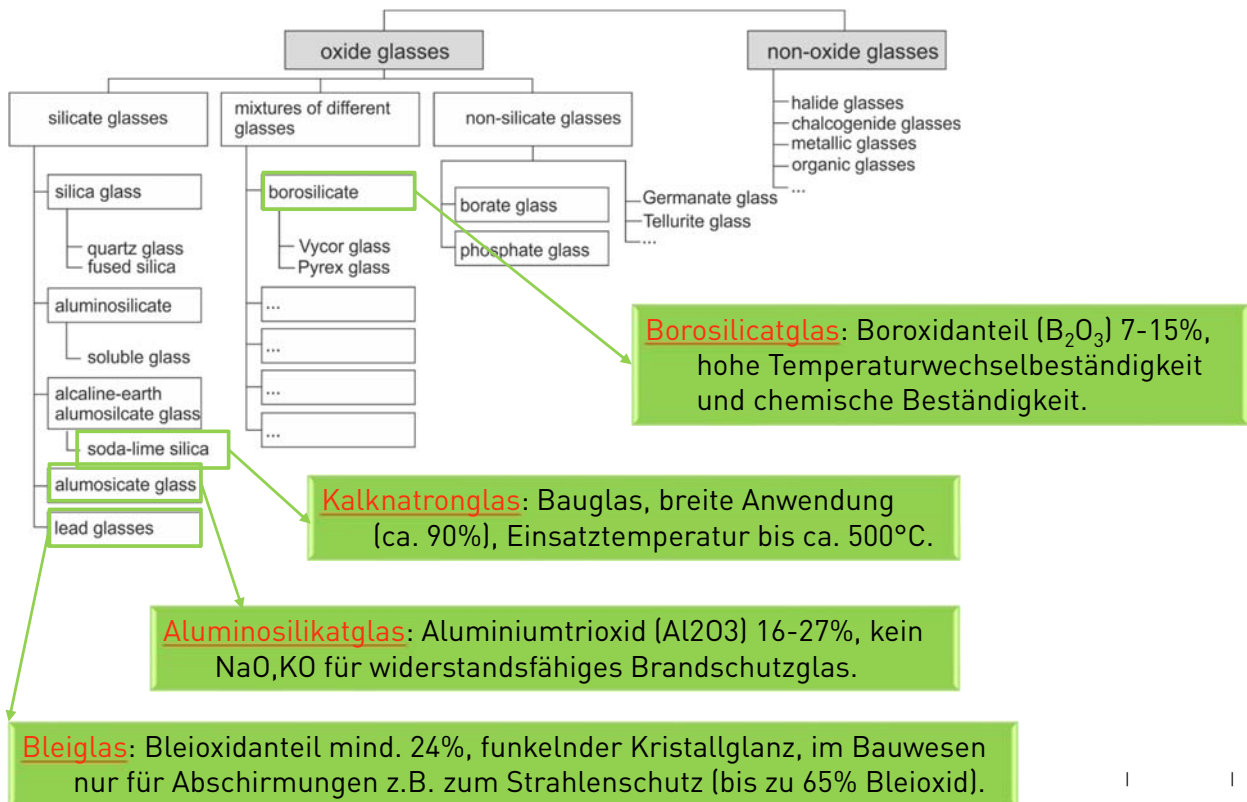 oxide glasses
non-oxide glasses
silicate glasses
mixtures of different
glasses
non-silicate glasses
halide glasses
chalcogenide glasses
metallic glasses
organic glasses
...
silica glass
quartz glass
fused silica
aluminosilicate
soluble glass
alcaline-earth
alumosilcate glass
soda-lime silica
alumosicate glass
lead glasses
borosilicate
Vycor glass
Pyrex glass
...
...
...
...
borate glass
phosphate glass
Germanate glass
Tellurite glass
...
Borosilicatglas: Boroxidanteil (B₂O₃) 7-15%,
hohe Temperaturwechselbeständigkeit
und chemische Beständigkeit.
Kalknatronglas: Bauglas, breite Anwendung
(ca. 90%), Einsatztemperatur bis ca. 500°C.
Aluminosilikatglas: Aluminiumtrioxid (Al2O3) 16-27%, kein
NaO,KO für widerstandsfähiges Brandschutzglas.
Bleiglas: Bleioxidanteil mind. 24%, funkelnder Kristallglanz, im Bauwesen
nur für Abschirmungen z.B. zum Strahlenschutz (bis zu 65% Bleioxid).